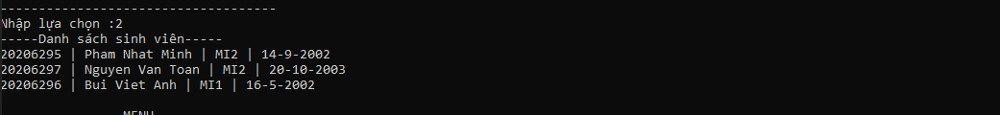 ------------------------------------
Nhập lựa chọn :2
-----Danh sách sinh viên-----
20206295 | Pham Nhat Minh | MI2 | 14-9-2002
20206297 | Nguyen Van Toan | MI2 | 20-10-2003
20206296 | Bui Viet Anh | MI1 | 16-5-2002
MENU